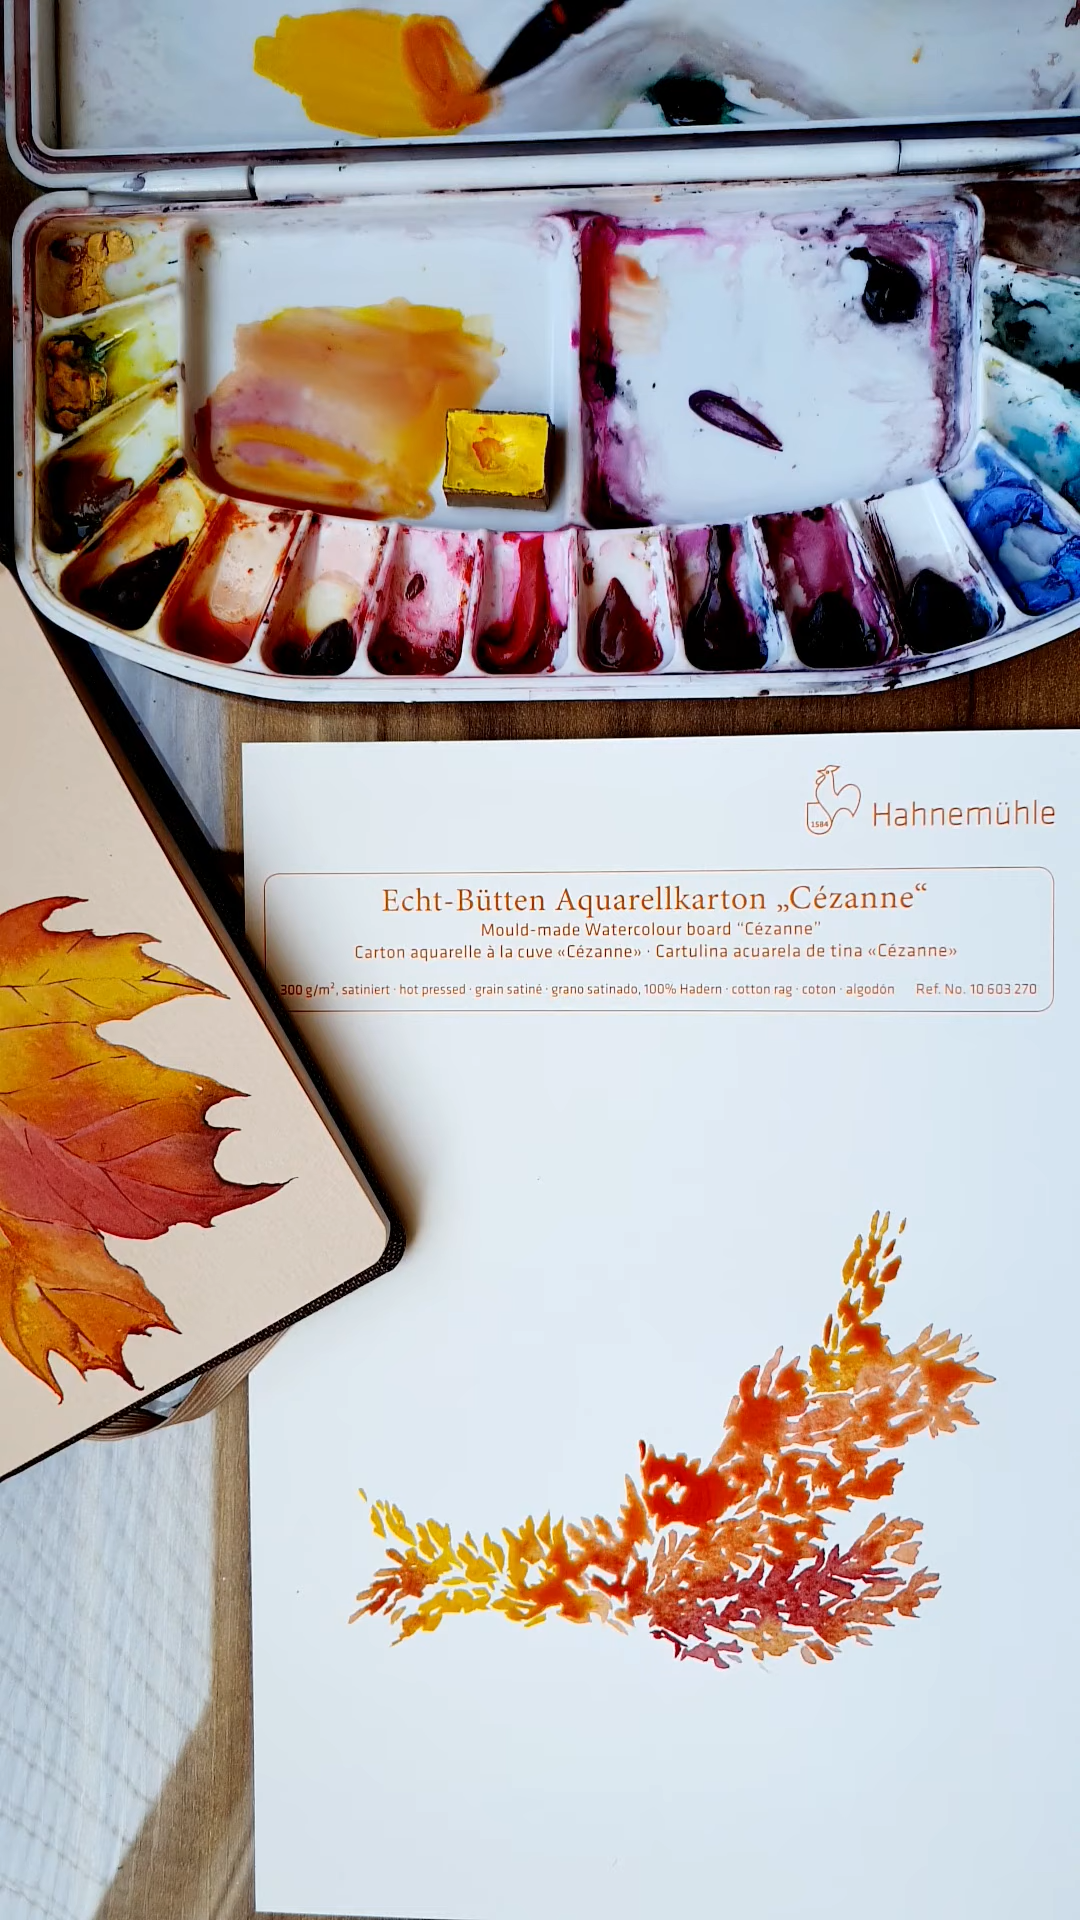 1584
Hahnemühle
Echt-Bütten Aquarellkarton „Cézanne“
Mould-made Watercolour board “Cézanne”
Carton aquarelle à la cuve «Cézanne» · Cartulina acuarela de tina «Cézanne»
300 g/m², satiniert · hot pressed · grain satiné · grano satinado, 100% Hadern · cotton rag · coton · algodón Ref. No. 10 603 270